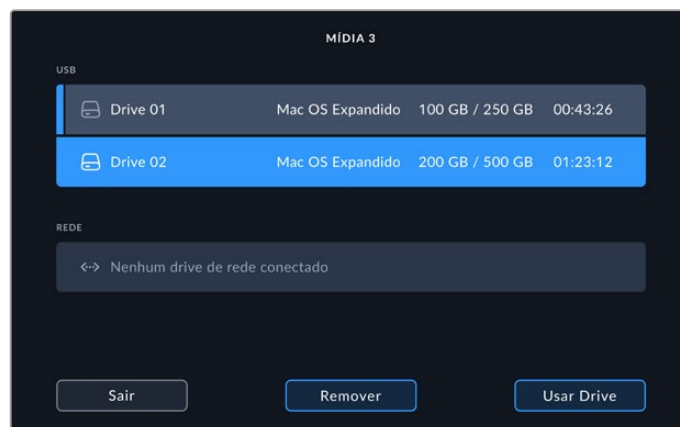 MÍDIA 3
USB
Drive 01 Mac OS Expandido 100 GB / 250 GB 00:43:26
Drive 02 Mac OS Expandido 200 GB / 500 GB 01:23:12
REDE
Nenhum drive de rede conectado
Sair Remover Usar Drive